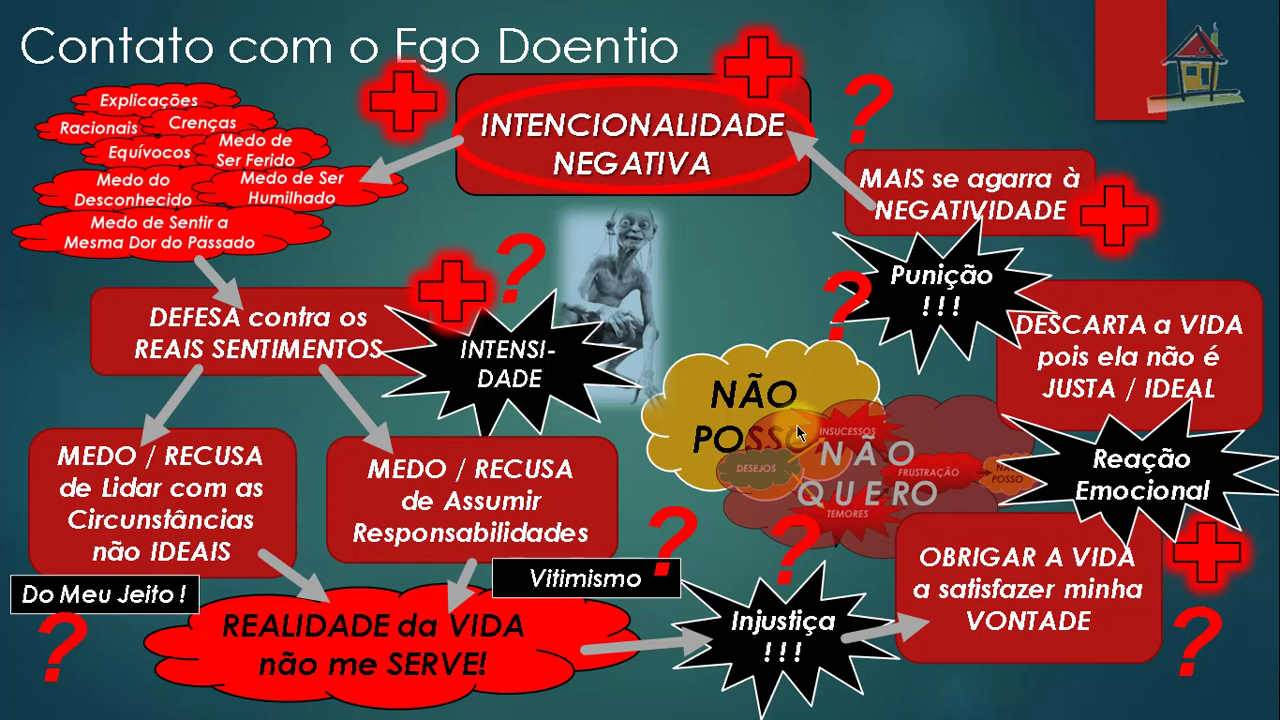 Contato com o Ego Doentio
Explicações
Racionais
Crenças
Equívocos
Medo de
Ser Ferido
Medo do
Desconhecido
Medo de Ser
Humilhado
Medo de Sentir a
Mesma Dor do Passado
INTENCIONALIDADE
NEGATIVA
?
MAIS se agarra à
NEGATIVIDADE
Punição
! ! !
?
DESCARTA a VIDA
pois ela não é
JUSTA / IDEAL
?
DEFESA contra os
REAIS SENTIMENTOS
INTENSI-
DADE
NÃO
POSSO
INSUCESSOS
NÃO
QUERO
DESEJOS
FRUSTRAÇÃO
NÃO
POSSO
TEMORES
Reação
Emocional
MEDO / RECUSA
de Lidar com as
Circunstâncias
não IDEAIS
MEDO / RECUSA
de Assumir
Responsabilidades
?
?
OBRIGAR A VIDA
a satisfazer minha
VONTADE
Do Meu Jeito !
Vitimismo
?
REALIDADE da VIDA
não me SERVE!
Injustiça
! ! !
?